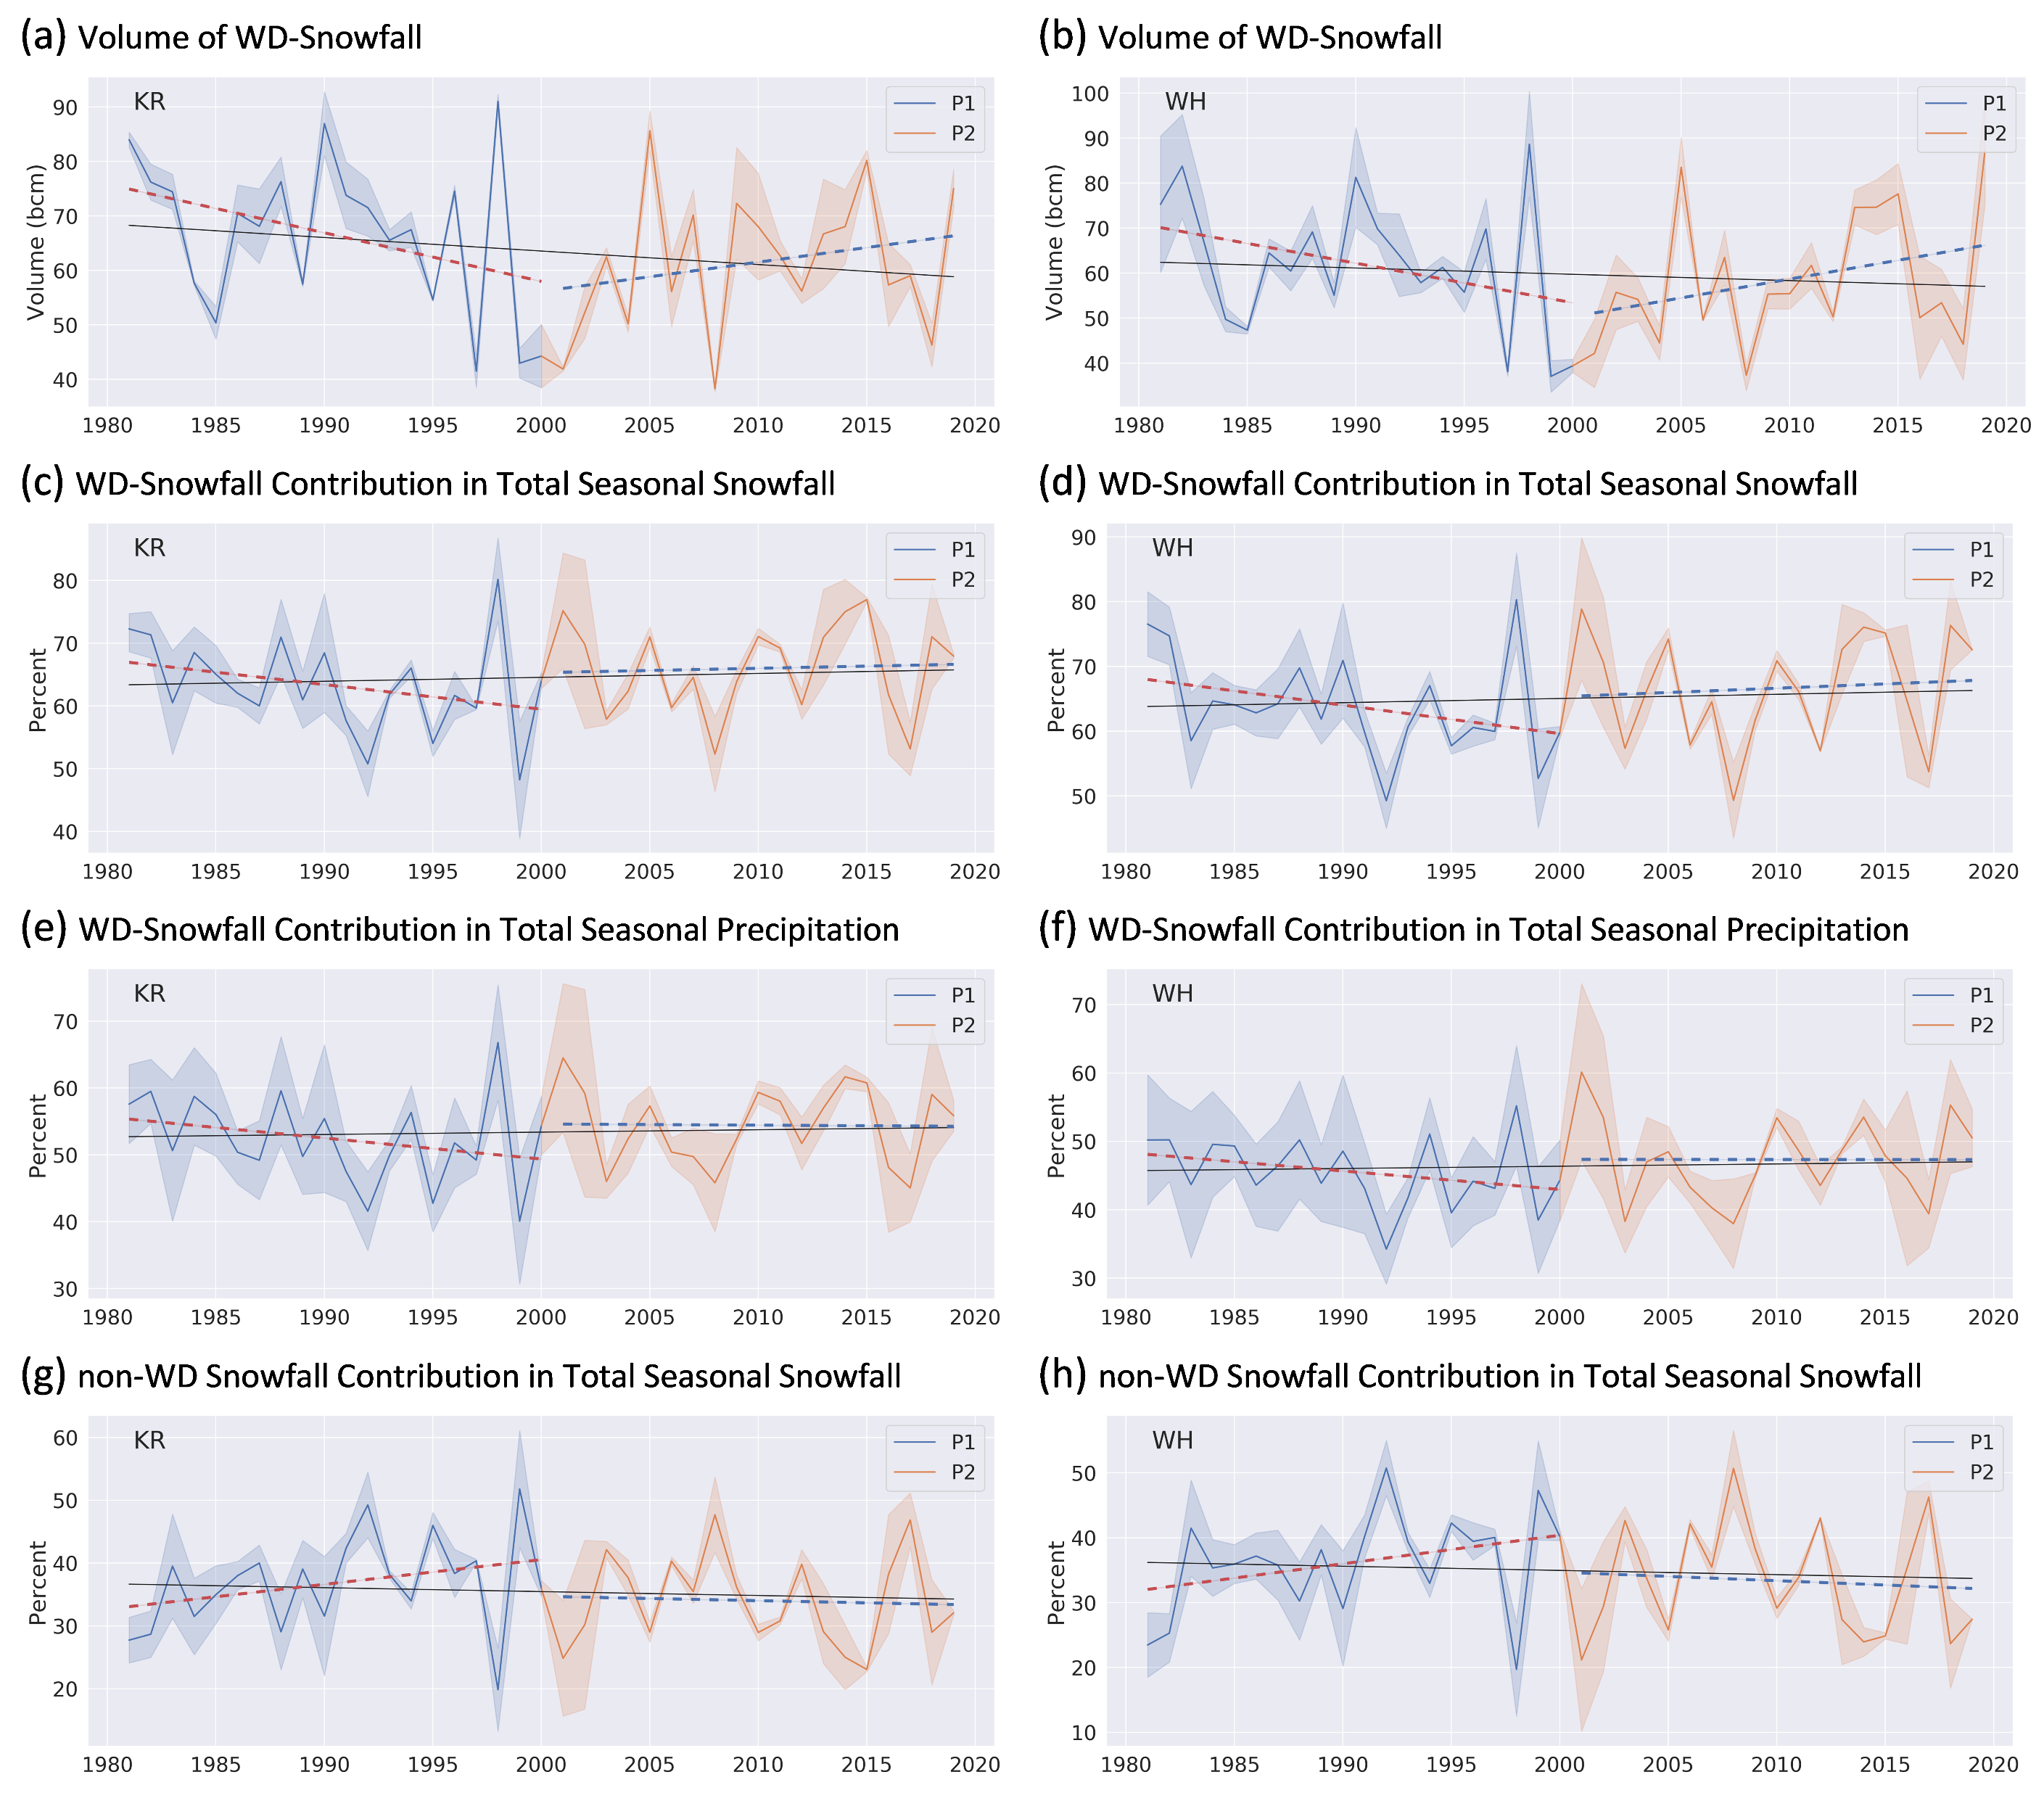 (a) Volume of WD-Snowfall
KR
P1
P2
Volume (bcm)
90
80
70
60
50
40
1980 1985 1990 1995 2000 2005 2010 2015 2020
(b) Volume of WD-Snowfall
WH
P1
P2
Volume (bcm)
100
90
80
70
60
50
40
1980 1985 1990 1995 2000 2005 2010 2015 2020
(c) WD-Snowfall Contribution in Total Seasonal Snowfall
KR
P1
P2
Percent
80
70
60
50
40
1980 1985 1990 1995 2000 2005 2010 2015 2020
(d) WD-Snowfall Contribution in Total Seasonal Snowfall
WH
P1
P2
Percent
90
80
70
60
50
1980 1985 1990 1995 2000 2005 2010 2015 2020
(e) WD-Snowfall Contribution in Total Seasonal Precipitation
KR
P1
P2
Percent
70
60
50
40
30
1980 1985 1990 1995 2000 2005 2010 2015 2020
(f) WD-Snowfall Contribution in Total Seasonal Precipitation
WH
P1
P2
Percent
70
60
50
40
30
1980 1985 1990 1995 2000 2005 2010 2015 2020
(g) non-WD Snowfall Contribution in Total Seasonal Snowfall
KR
P1
P2
Percent
60
50
40
30
20
1980 1985 1990 1995 2000 2005 2010 2015 2020
(h) non-WD Snowfall Contribution in Total Seasonal Snowfall
WH
P1
P2
Percent
50
40
30
20
10
1980 1985 1990 1995 2000 2005 2010 2015 2020